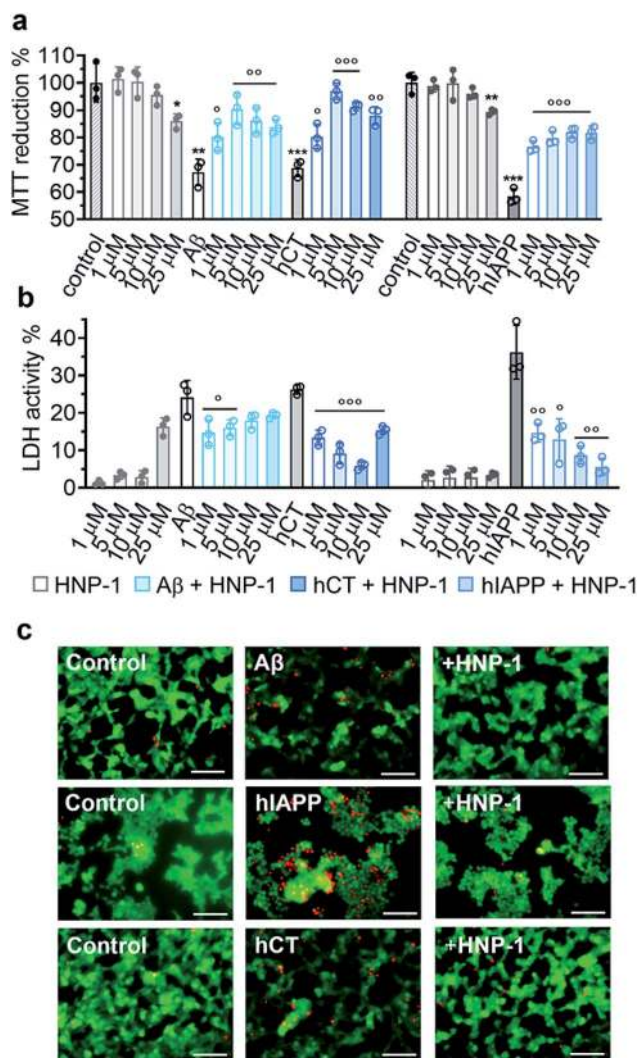 a
MTT reduction %
120
110
100
90
80
70
60
50
* ** ° °° *** ° °°° °° ** *** °°°
control 1 µM 5 µM 10 µM 25 µM Aβ 1 µM 5 µM 10 µM 25 µM hCT 1 µM 5 µM 10 µM 25 µM control 1 µM 5 µM 10 µM 25 µM hIAPP 1 µM 5 µM 10 µM 25 µM
b
LDH activity %
40
30
20
10
0
° °°° °° ° °°
1 µM 5 µM 10 µM 25 µM Aβ 1 µM 5 µM 10 µM 25 µM hCT 1 µM 5 µM 10 µM 25 µM 1 µM 5 µM 10 µM 25 µM hIAPP 1 µM 5 µM 10 µM 25 µM
HNP-1 Aβ + HNP-1 hCT + HNP-1 hIAPP + HNP-1
c
Control Aβ +HNP-1
Control hIAPP +HNP-1
Control hCT +HNP-1